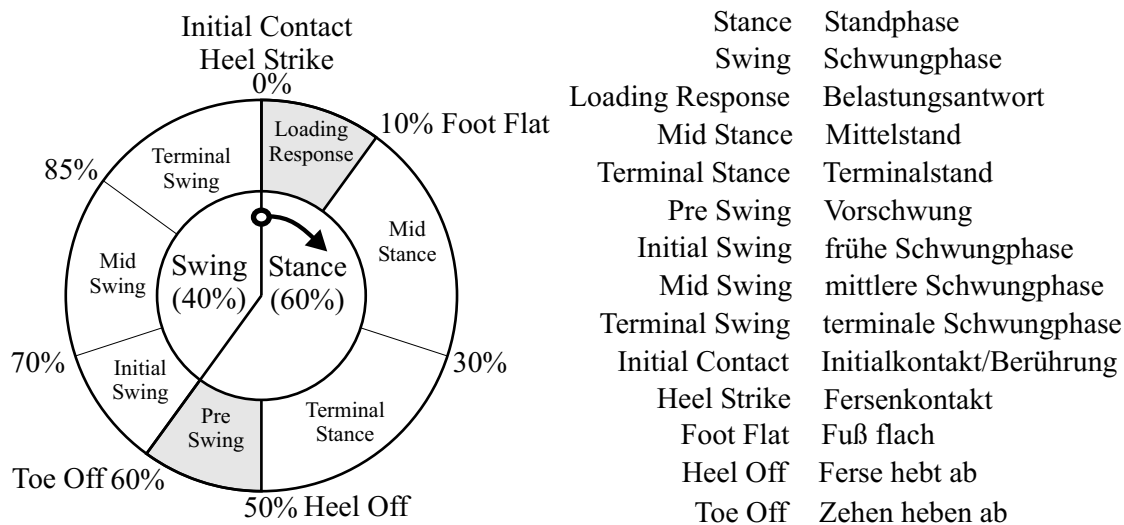 Initial Contact
Heel Strike
0%
10% Foot Flat
Loading
Response
Terminal
Swing
85%
Mid
Stance
Mid
Swing
Swing
(40%)
Stance
(60%)
70%
30%
Initial
Swing
Pre
Swing
Terminal
Stance
Toe Off 60%
50% Heel Off
Stance Standphase
Swing Schwungphase
Loading Response Belastungsantwort
Mid Stance Mittelstand
Terminal Stance Terminalstand
Pre Swing Vorschwung
Initial Swing frühe Schwungphase
Mid Swing mittlere Schwungphase
Terminal Swing terminale Schwungphase
Initial Contact Initialkontakt/Berührung
Heel Strike Fersenkontakt
Foot Flat Fuß flach
Heel Off Ferse hebt ab
Toe Off Zehen heben ab